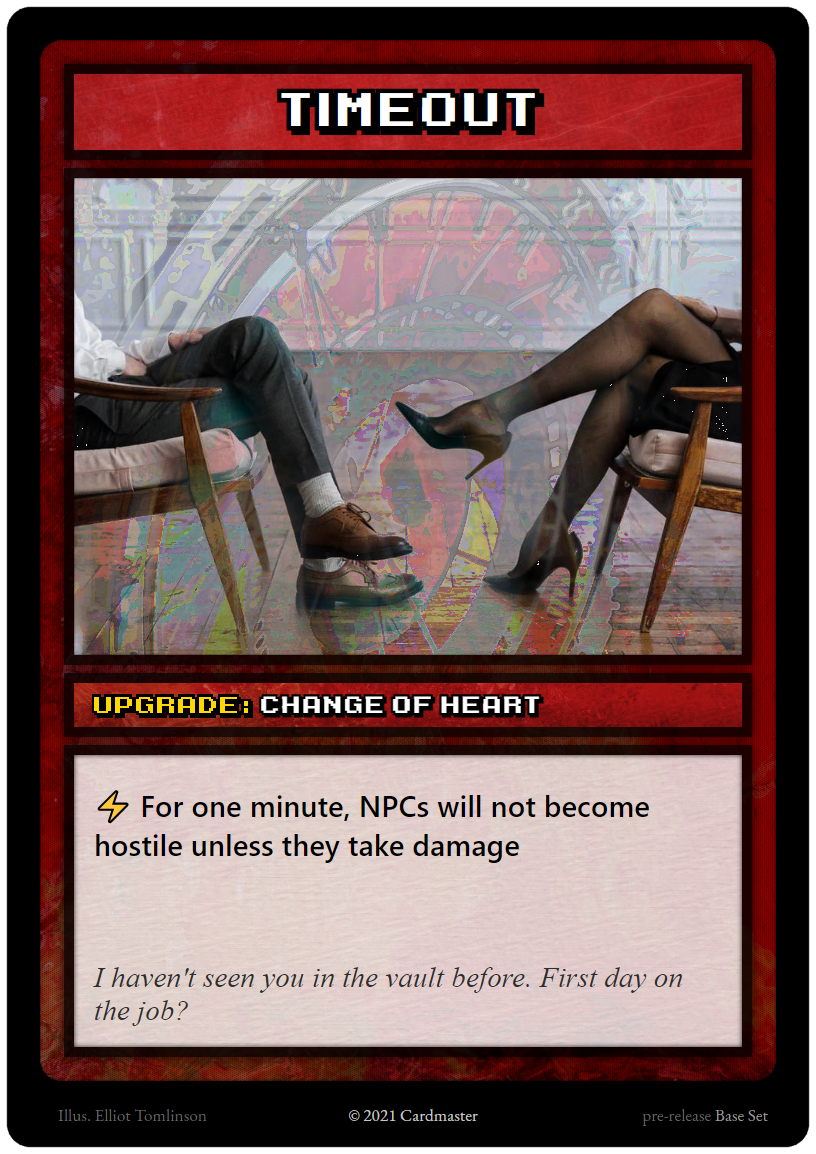 TIMEOUT
UPGRADE: CHANGE OF HEART
⚡ For one minute, NPCs will not become
hostile unless they take damage
I haven't seen you in the vault before. First day on
the job?
Illus. Elliot Tomlinson © 2021 Cardmaster pre-release Base Set